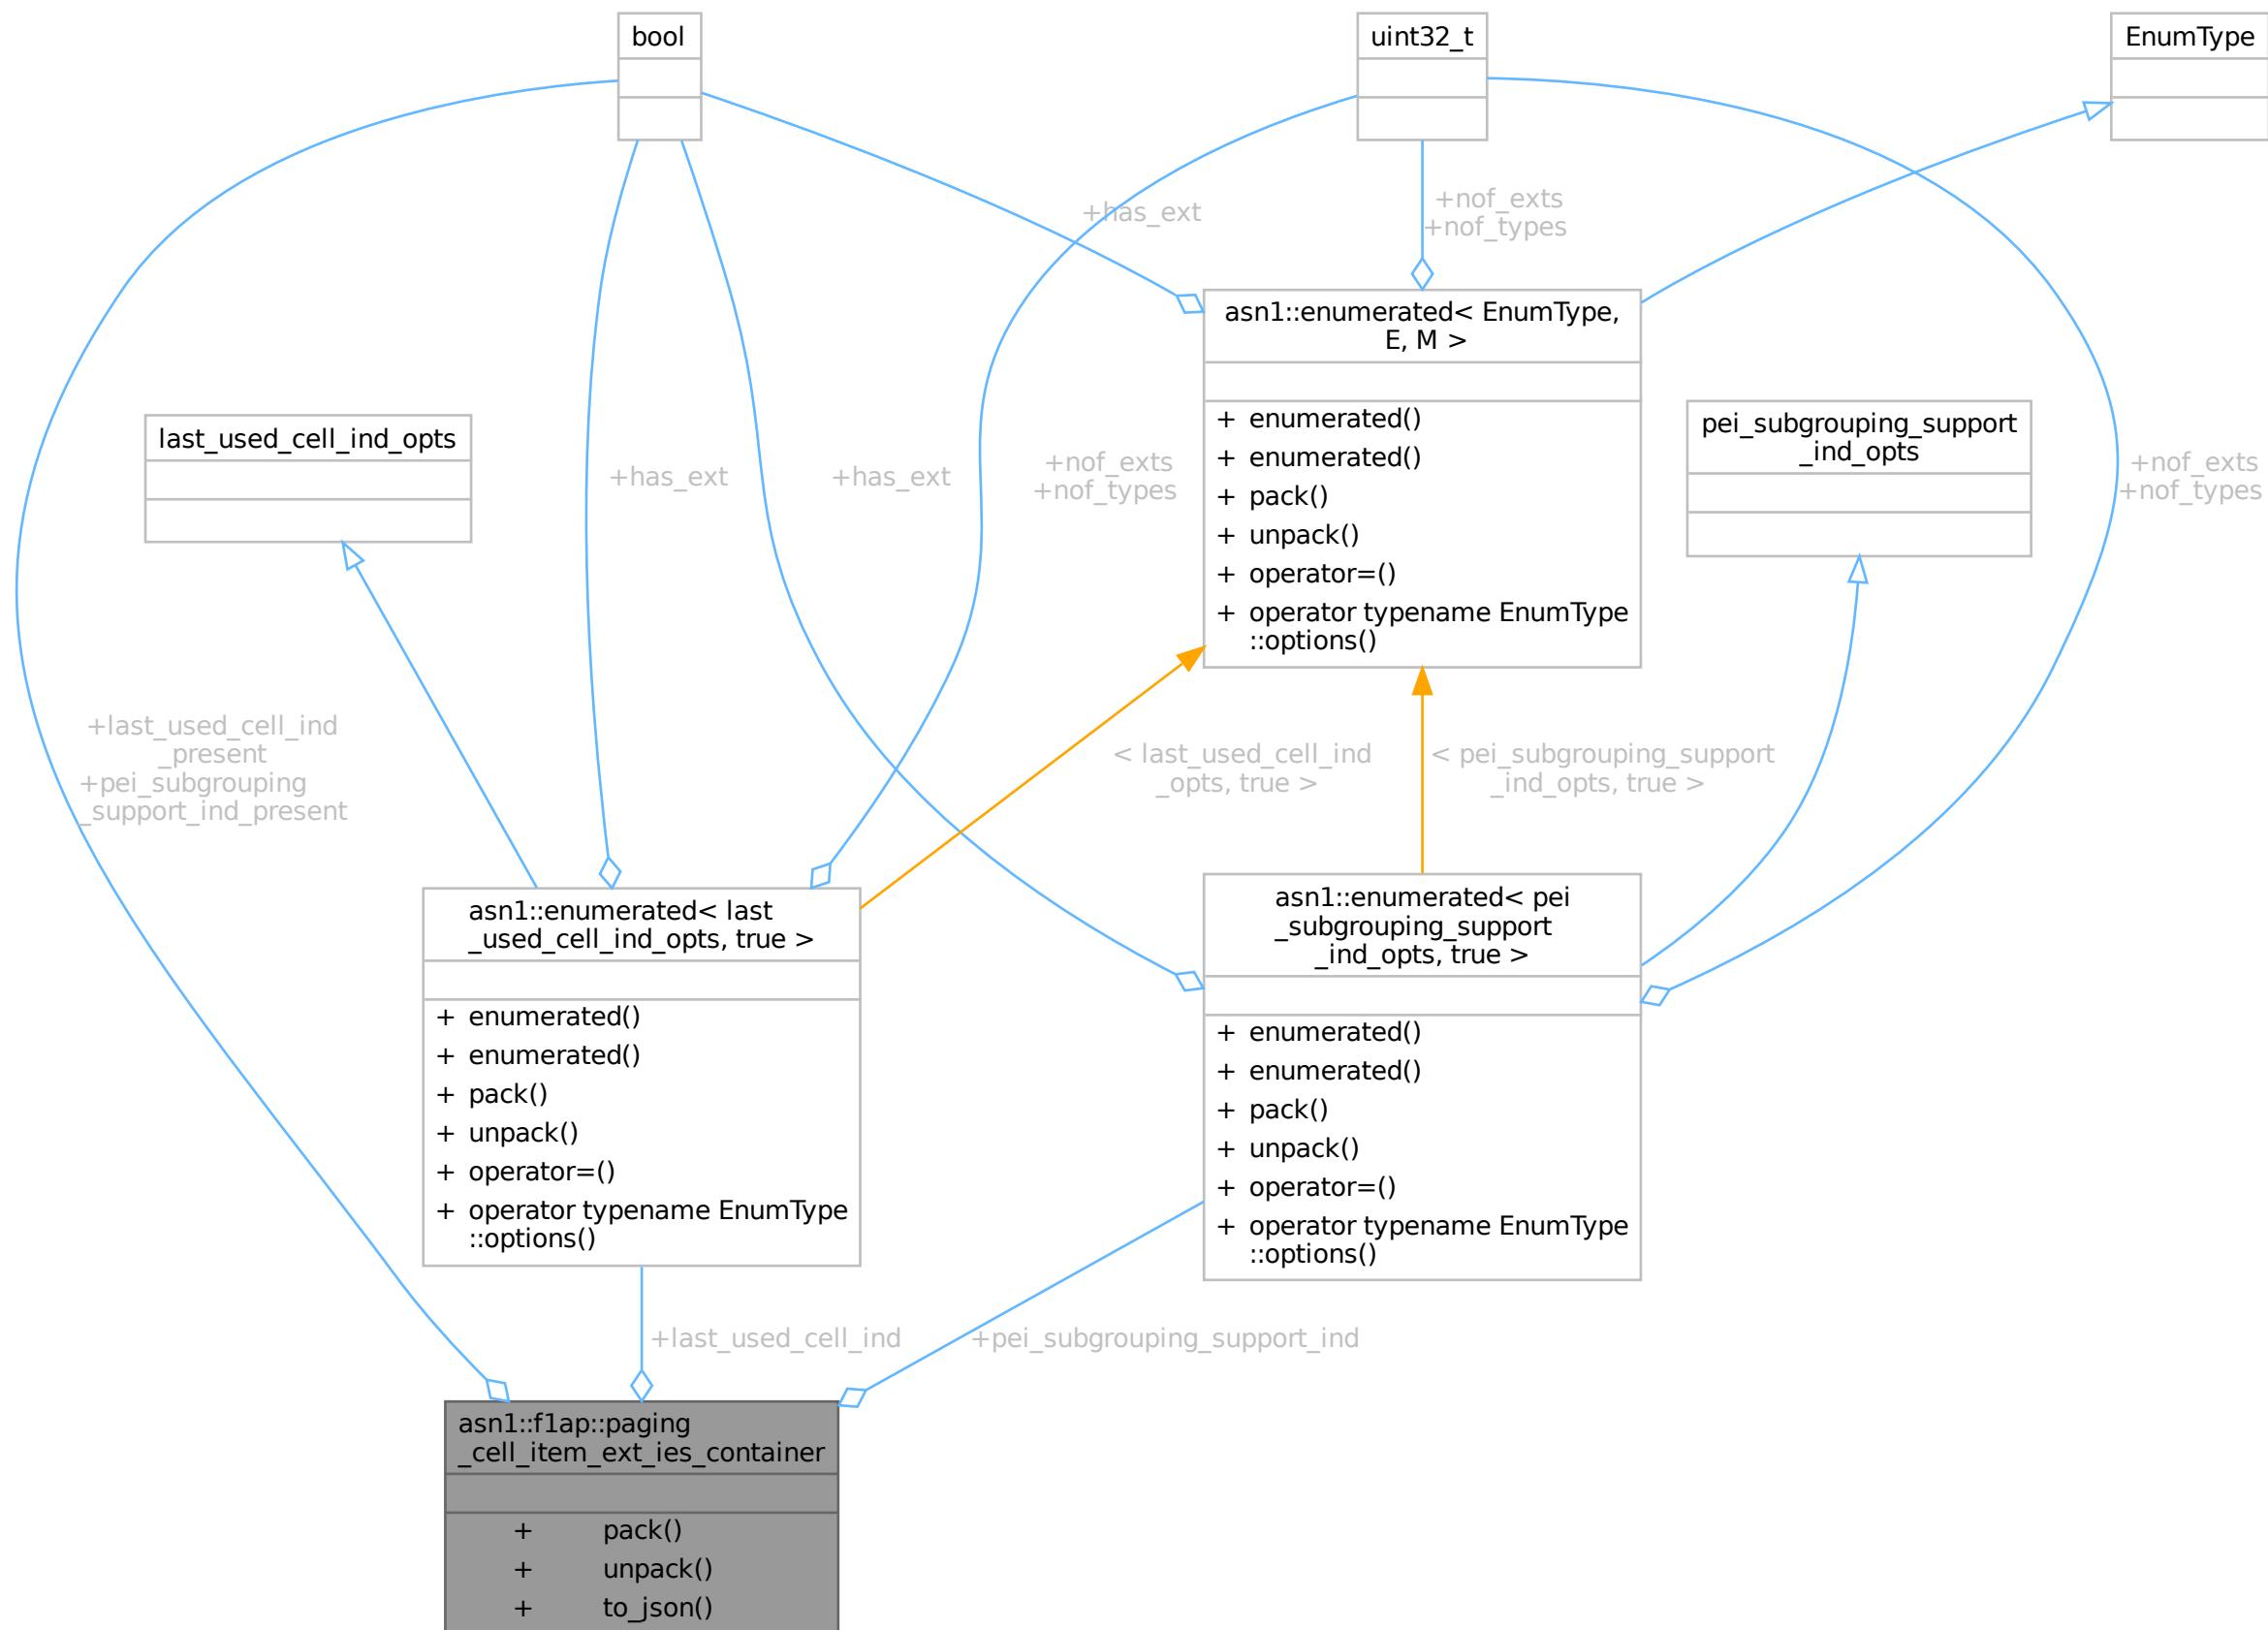 bool
uint32_t
EnumType
+has_ext
+nof_exts
+nof_types
asn1::enumerated< EnumType,
E, M >
+ enumerated()
+ enumerated()
+ pack()
+ unpack()
+ operator=()
+ operator typename EnumType
::options()
last_used_cell_ind_opts
+has_ext
+has_ext
+nof_exts
+nof_types
pei_subgrouping_support
_ind_opts
+nof_exts
+nof_types
+last_used_cell_ind
_present
+pei_subgrouping
_support_ind_present
< last_used_cell_ind
_opts, true >
< pei_subgrouping_support
_ind_opts, true >
asn1::enumerated< last
_used_cell_ind_opts, true >
+ enumerated()
+ enumerated()
+ pack()
+ unpack()
+ operator=()
+ operator typename EnumType
::options()
asn1::enumerated< pei
_subgrouping_support
_ind_opts, true >
+ enumerated()
+ enumerated()
+ pack()
+ unpack()
+ operator=()
+ operator typename EnumType
::options()
+last_used_cell_ind
+pei_subgrouping_support_ind
asn1::f1ap::paging
_cell_item_ext_ies_container
+ pack()
+ unpack()
+ to_json()